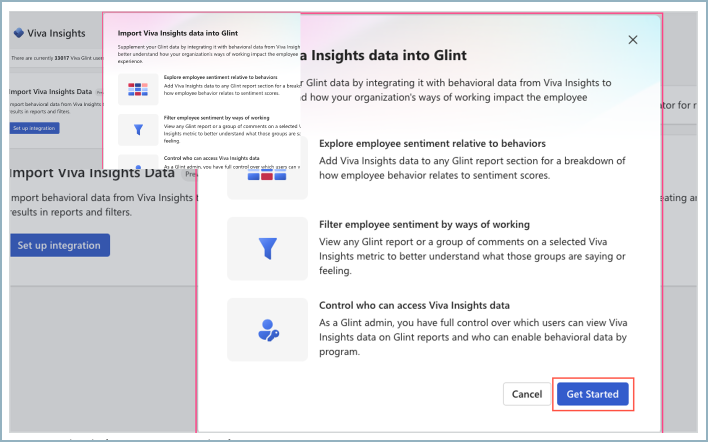 Viva Insights
There are currently 33017 Viva Glint user
Import Viva Insights Data Prev
Import behavioral data from Viva Insights
results in reports and filters.
Set up integration
Import Viva Insights Data Prev
Import behavioral data from Viva Insights t
results in reports and filters.
Set up integration
Import Viva Insights data into Glint
Supplement your Glint data by integrating it with behavioral data from Viva Insigh
better understand how your organization's ways of working impact the employee
experience.
Explore employee sentiment relative to behaviors
Add Viva Insights data to any Glint report section for a breakdo
how employee behavior relates to sentiment scores.
Filter employee sentiment by ways of working
View any Glint report or a group of comments on a selected V
Insights metric to better understand what those groups are sa
feeling.
Control who can access Viva Insights data
As a Glint admin, you have full control over which users can v
a Insights data into Glint
r Glint data by integrating it with behavioral data from Viva Insights to
d how your organization's ways of working impact the employee
Explore employee sentiment relative to behaviors
Add Viva Insights data to any Glint report section for a breakdown of
how employee behavior relates to sentiment scores.
Filter employee sentiment by ways of working
View any Glint report or a group of comments on a selected Viva
Insights metric to better understand what those groups are saying or
feeling.
Control who can access Viva Insights data
As a Glint admin, you have full control over which users can view Viva
Insights data on Glint reports and who can enable behavioral data by
program.
Cancel
Get Started
ator for r
eating ar